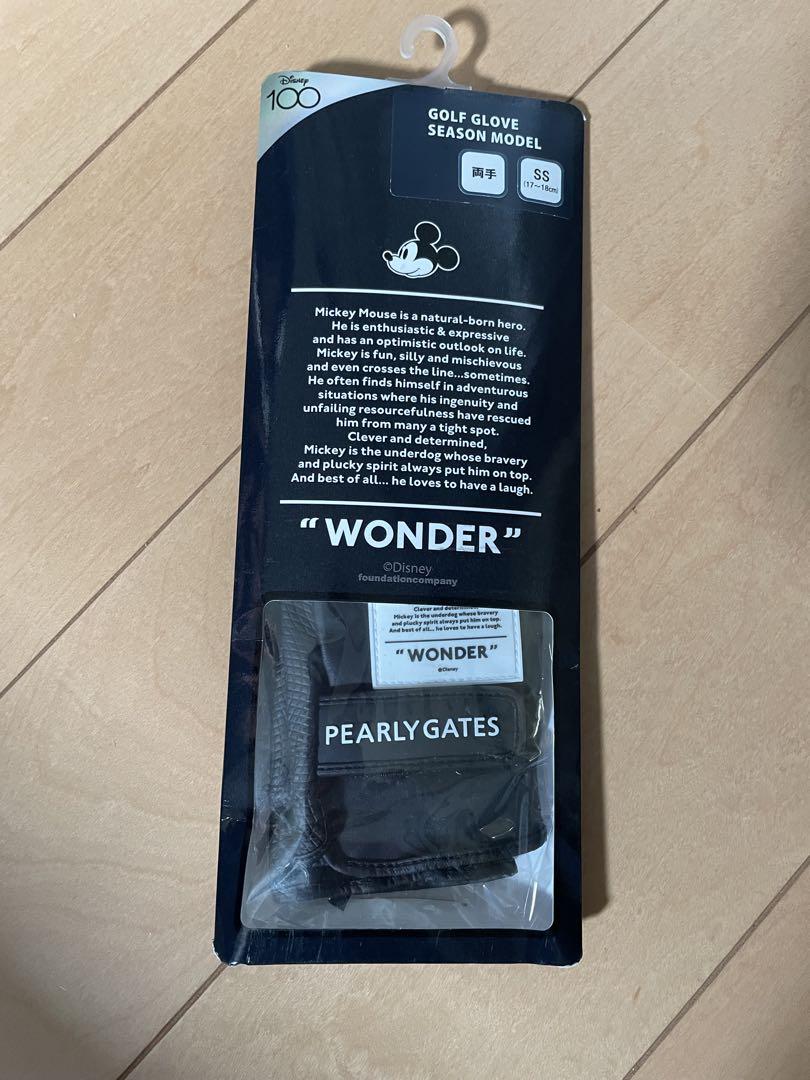 Disney
100
GOLF GLOVE
SEASON MODEL
両手
SS
(17〜18cm)
Mickey Mouse is a natural-born hero.
He is enthusiastic & expressive
and has an optimistic outlook on life.
Mickey is fun, silly and mischievous
and even crosses the line...sometimes.
He often finds himself in adventurous
situations where his ingenuity and
unfailing resourcefulness have rescued
him from many a tight spot.
Clever and determined,
Mickey is the underdog whose bravery
and plucky spirit always put him on top.
And best of all... he loves to have a laugh.
“WONDER”
©Disney
foundationcompany
Clever and determined,
Mickey is the underdog whose bravery
and plucky spirit always put him on top.
And best of all... he loves to have a laugh.
“WONDER”
©Disney
PEARLY GATES